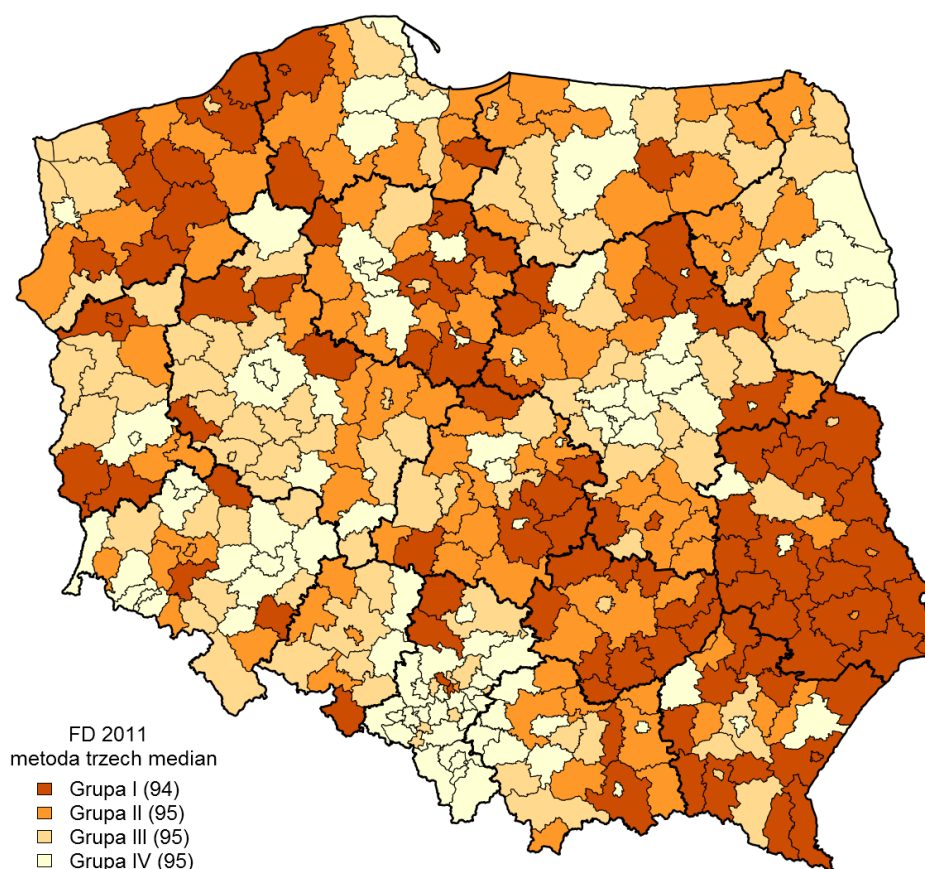 FD 2011
metoda trzech median
Grupa I (94)
Grupa II (95)
Grupa III (95)
Grupa IV (95)